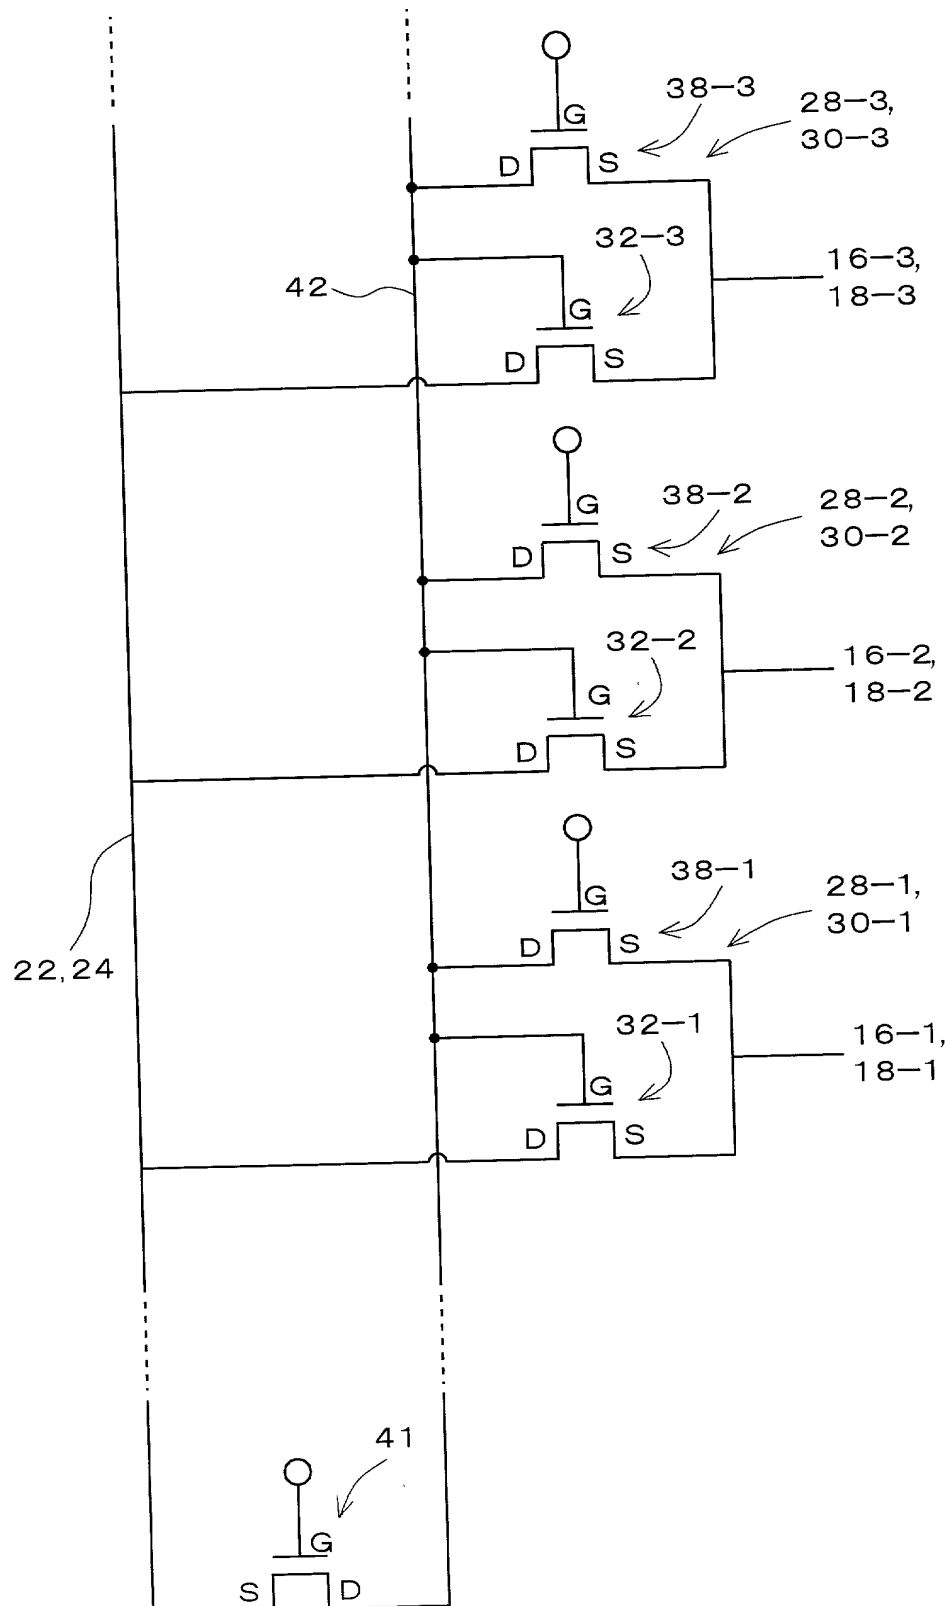 G
38-3
28-3,
30-3
D
S
32-3
16-3,
18-3
42
G
D
S
38-2
28-2,
30-2
G
D
S
32-2
16-2,
18-2
G
D
S
38-1
28-1,
30-1
G
D
S
22,24
32-1
16-1,
18-1
G
D
S
41
G
S
D